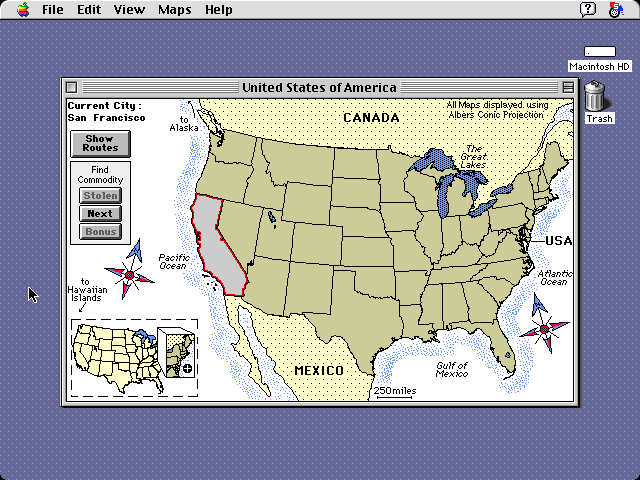 File Edit View Maps Help
Macintosh HD
Trash
United States of America
Current City:
San Francisco
Show
Routes
Find
Commodity
Stolen
Next
Bonus
to
Alaska
CANADA
All Maps displayed using
Albers Conic Projection
The
Great
Lakes
USA
Pacific
Ocean
Atlantic
Ocean
to
Hawaiian
Islands
MEXICO
Gulf of
Mexico
250miles